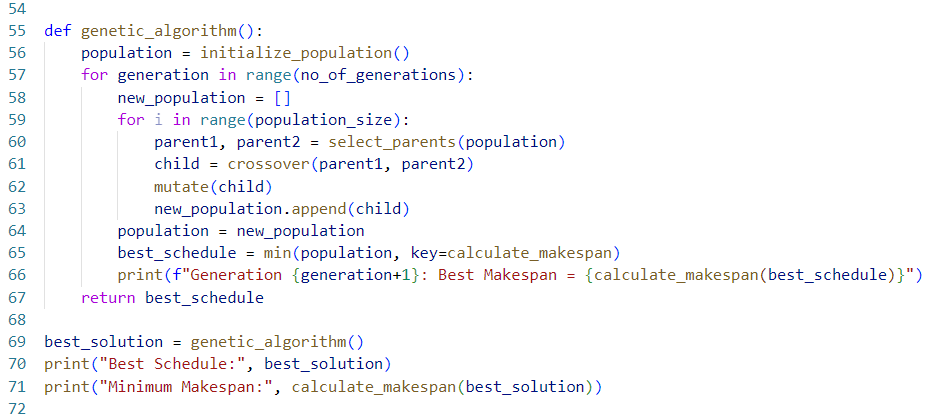 54
55 def genetic_algorithm():
56     population = initialize_population()
57     for generation in range(no_of_generations):
58         new_population = []
59         for i in range(population_size):
60             parent1, parent2 = select_parents(population)
61             child = crossover(parent1, parent2)
62             mutate(child)
63             new_population.append(child)
64         population = new_population
65         best_schedule = min(population, key=calculate_makespan)
66         print(f"Generation {generation+1}: Best Makespan = {calculate_makespan(best_schedule)}")
67     return best_schedule
68
69 best_solution = genetic_algorithm()
70 print("Best Schedule:", best_solution)
71 print("Minimum Makespan:", calculate_makespan(best_solution))
72